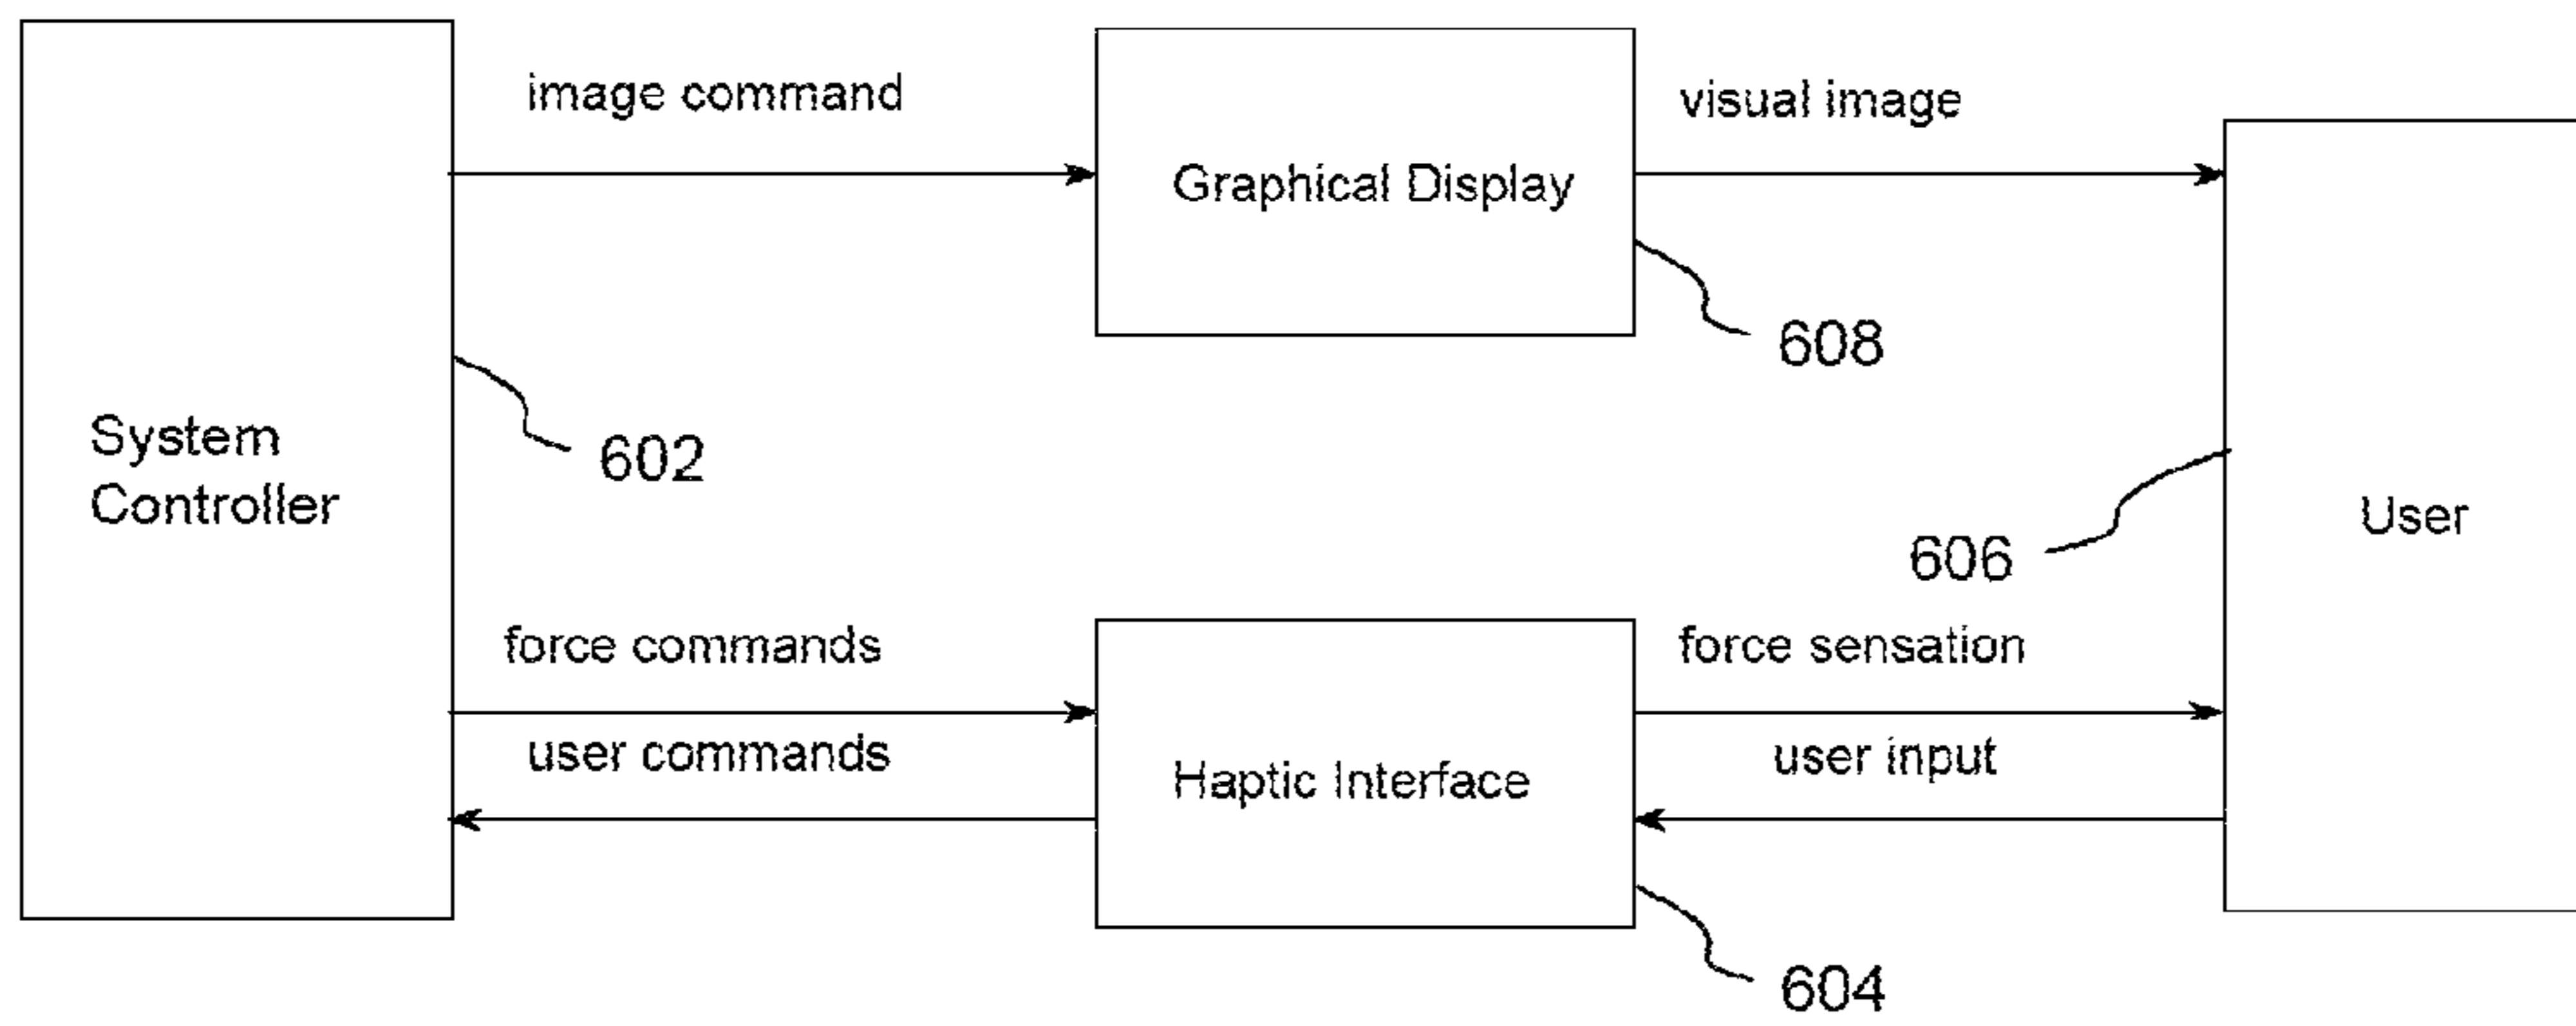 image command
visual image
Graphical Display
608
System
Controller
602
606
User
force commands
force sensation
user commands
user input
Haptic Interface
604